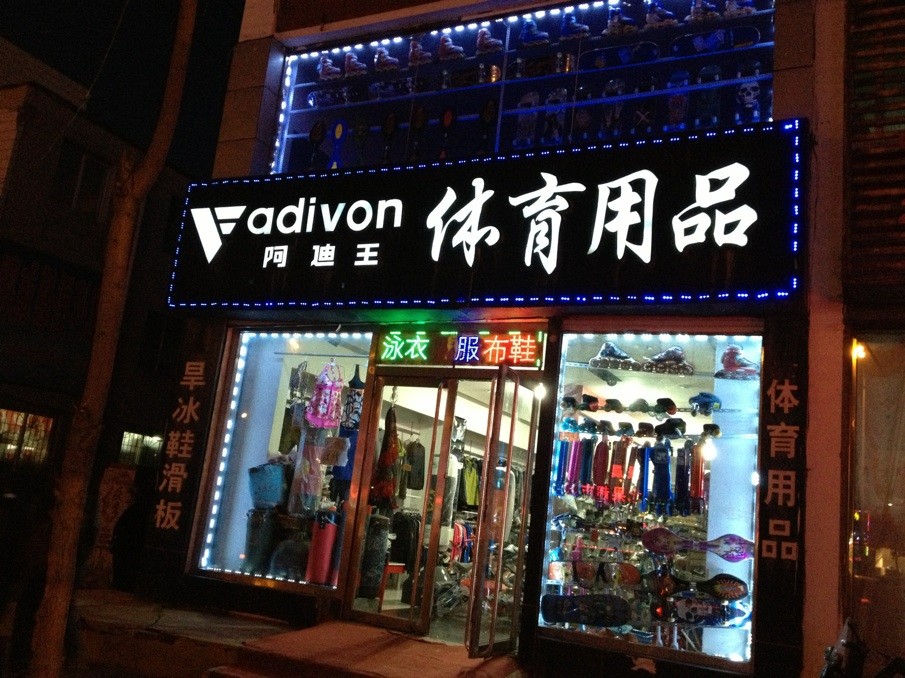 adivon
阿迪王
体育用品
泳衣 服布鞋
旱冰鞋滑板
体育用品